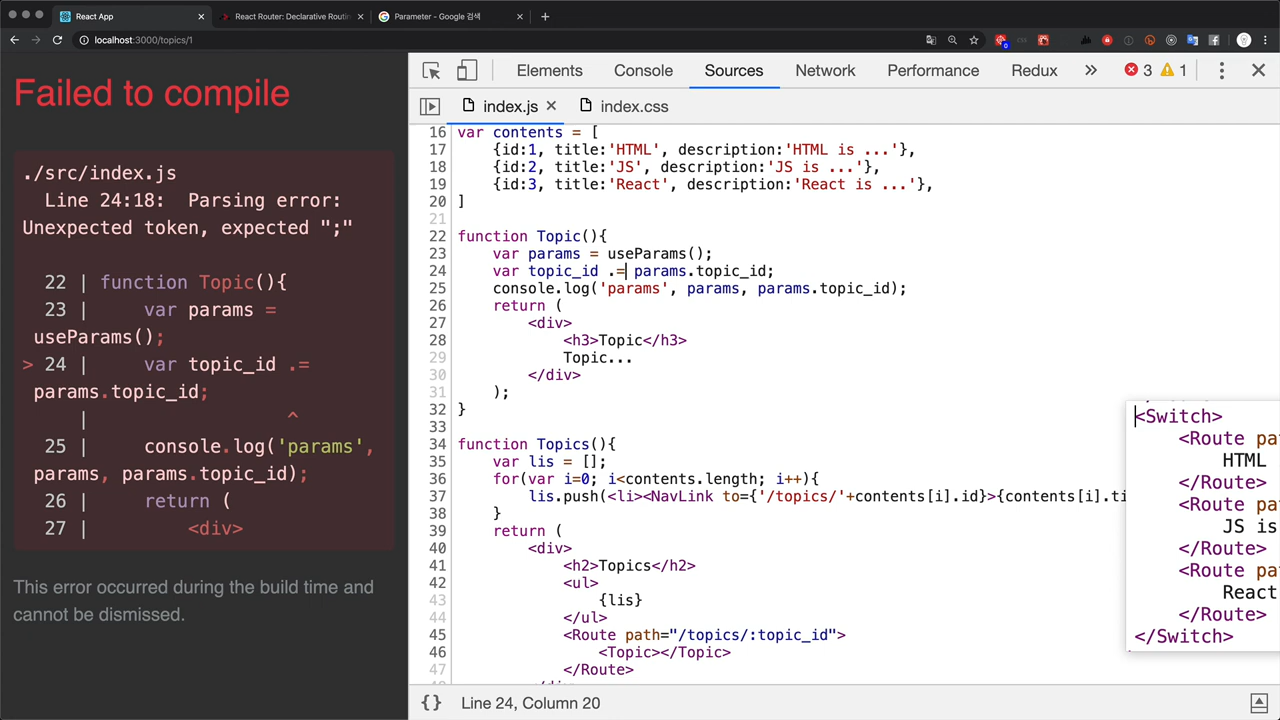 React App
React Router: Declarative Routin
Parameter - Google 검색
localhost:3000/topics/1
Failed to compile
./src/index.js
Line 24:18:  Parsing error:
Unexpected token, expected ";"
22 | function Topic(){
23 |     var params =
useParams();
> 24 |     var topic_id .=
params.topic_id;
|                  ^
25 |     console.log('params',
params, params.topic_id);
26 |     return (
27 |         <div>
This error occurred during the build time and
cannot be dismissed.
Elements
Console
Sources
Network
Performance
Redux
»
3
1
index.js
index.css
16 var contents = [
17     {id:1, title:'HTML', description:'HTML is ...'},
18     {id:2, title:'JS', description:'JS is ...'},
19     {id:3, title:'React', description:'React is ...'},
20 ]
21
22 function Topic(){
23     var params = useParams();
24     var topic_id .= params.topic_id;
25     console.log('params', params, params.topic_id);
26     return (
27         <div>
28             <h3>Topic</h3>
29             Topic...
30         </div>
31     );
32 }
33
34 function Topics(){
35     var lis = [];
36     for(var i=0; i<contents.length; i++){
37         lis.push(<li><NavLink to={'/topics/'+contents[i].id}>{contents[i].ti
38     }
39     return (
40         <div>
41             <h2>Topics</h2>
42             <ul>
43                 {lis}
44             </ul>
45             <Route path="/topics/:topic_id">
46                 <Topic></Topic>
47             </Route>
<Switch>
<Route pa
HTML
</Route>
<Route pa
JS is
</Route>
<Route pa
React
</Route>
</Switch>
{} Line 24, Column 20